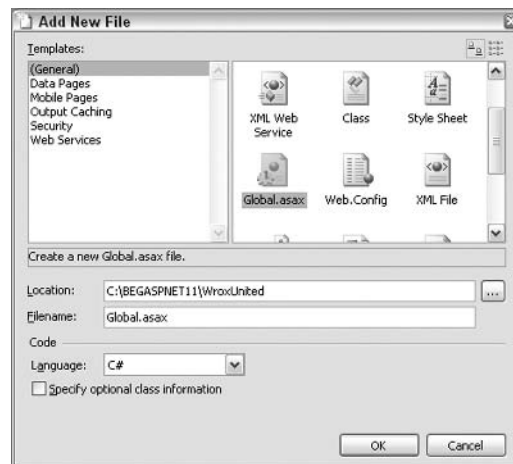 Add New File
Templates:
(General)
Data Pages
Mobile Pages
Output Caching
Security
Web Services
XML Web
Service
Class
Style Sheet
Global.asax
Web.Config
XML File
Create a new Global.asax file.
Location:
C:\BEGASPNET11\WroxUnited
...
Filename:
Global.asax
Code
Language:
C#
Specify optional class information
OK
Cancel